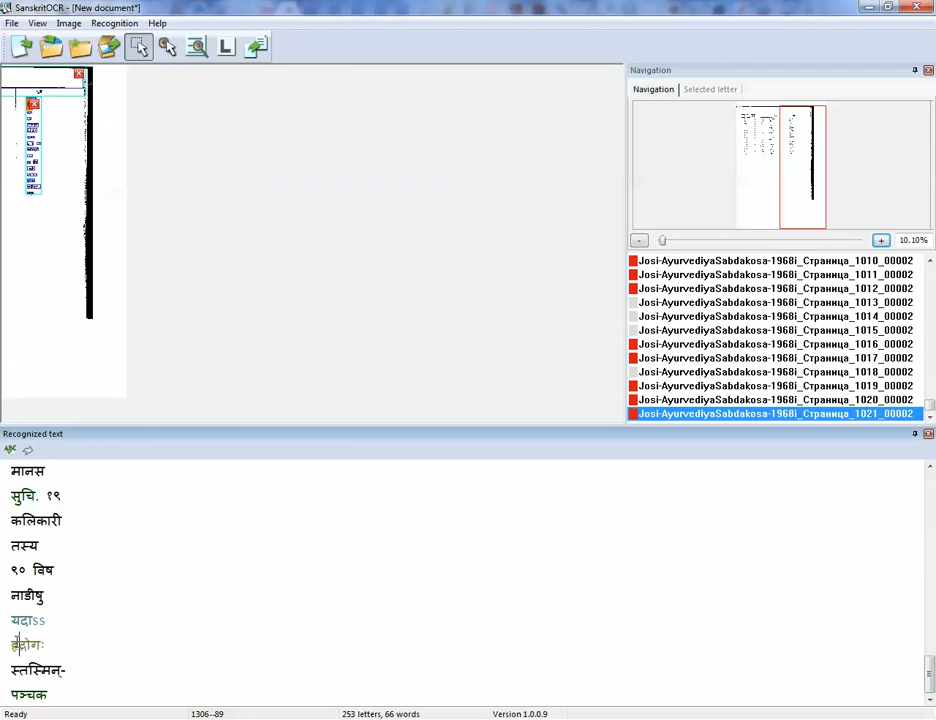 SanskritOCR - [New document*]
File View Image Recognition Help
Navigation
Navigation Selected letter
10.10%
Josi-AyurvediyaSabdakosa-1968i_Страница_1010_00002
Josi-AyurvediyaSabdakosa-1968i_Страница_1011_00002
Josi-AyurvediyaSabdakosa-1968i_Страница_1012_00002
Josi-AyurvediyaSabdakosa-1968i_Страница_1013_00002
Josi-AyurvediyaSabdakosa-1968i_Страница_1014_00002
Josi-AyurvediyaSabdakosa-1968i_Страница_1015_00002
Josi-AyurvediyaSabdakosa-1968i_Страница_1016_00002
Josi-AyurvediyaSabdakosa-1968i_Страница_1017_00002
Josi-AyurvediyaSabdakosa-1968i_Страница_1018_00002
Josi-AyurvediyaSabdakosa-1968i_Страница_1019_00002
Josi-AyurvediyaSabdakosa-1968i_Страница_1020_00002
Josi-AyurvediyaSabdakosa-1968i_Страница_1021_00002
Recognized text
मानस
सुचि. १९
कलिकारी
तस्य
९० विष
नाडीषु
यदाऽऽ
हृद्रोगः
स्तस्मिन्-
पञ्चक
Ready 1306--89 253 letters, 66 words Version 1.0.0.9